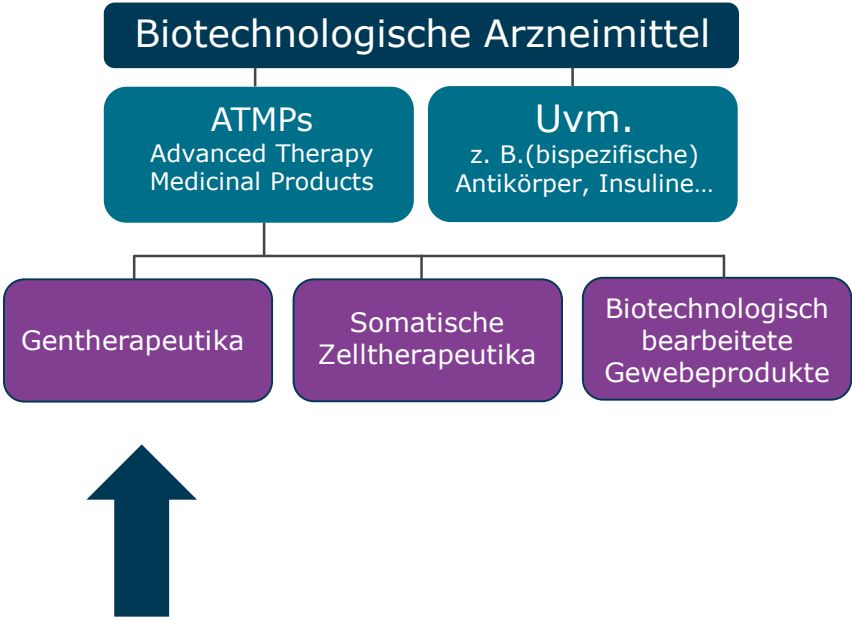 Biotechnologische Arzneimittel
ATMPs
Advanced Therapy
Medicinal Products
Uvm.
z. B.(bispezifische)
Antikörper, Insuline…
Gentherapeutika
Somatische
Zelltherapeutika
Biotechnologisch
bearbeitete
Gewebeprodukte